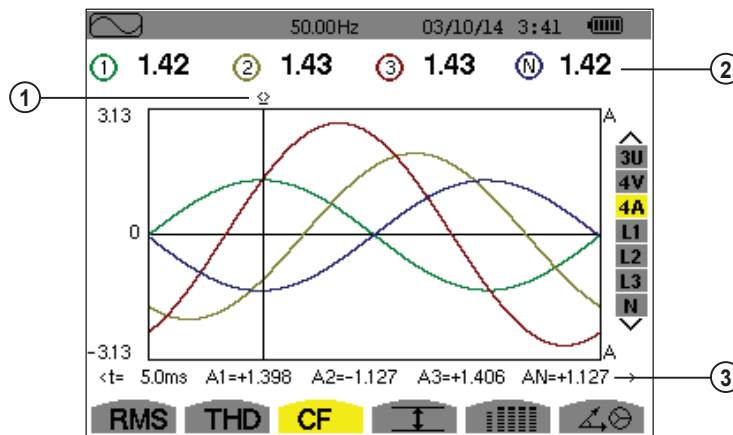 50.00Hz 03/10/14 3:41
1 1.42 2 1.43 3 1.43 N 1.42
2
1
3.13 A
3U
4V
4A
0
L1
L2
L3
N
-3.13 A
<t= 5.0ms A1=+1.398 A2=-1.127 A3=+1.406 AN=+1.127 →
3
RMS THD CF